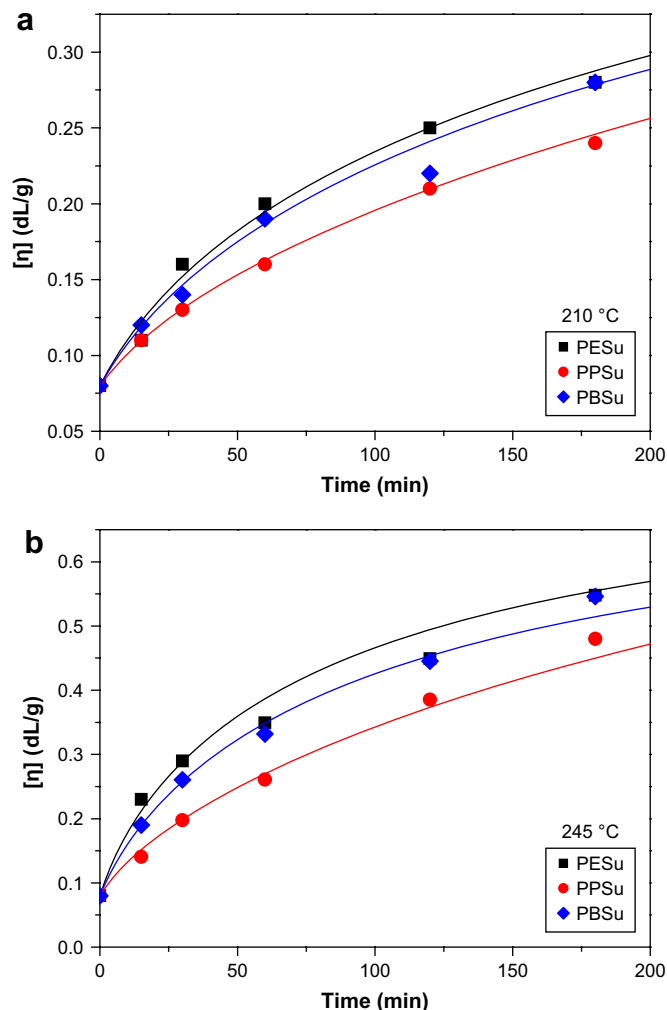 a
0.30
0.25
0.20
0.15
0.10
0.05
[η] (dL/g)
0 50 100 150 200
Time (min)
210 °C
PESu
PPSu
PBSu
b
0.6
0.5
0.4
0.3
0.2
0.1
0.0
[η] (dL/g)
0 50 100 150 200
Time (min)
245 °C
PESu
PPSu
PBSu